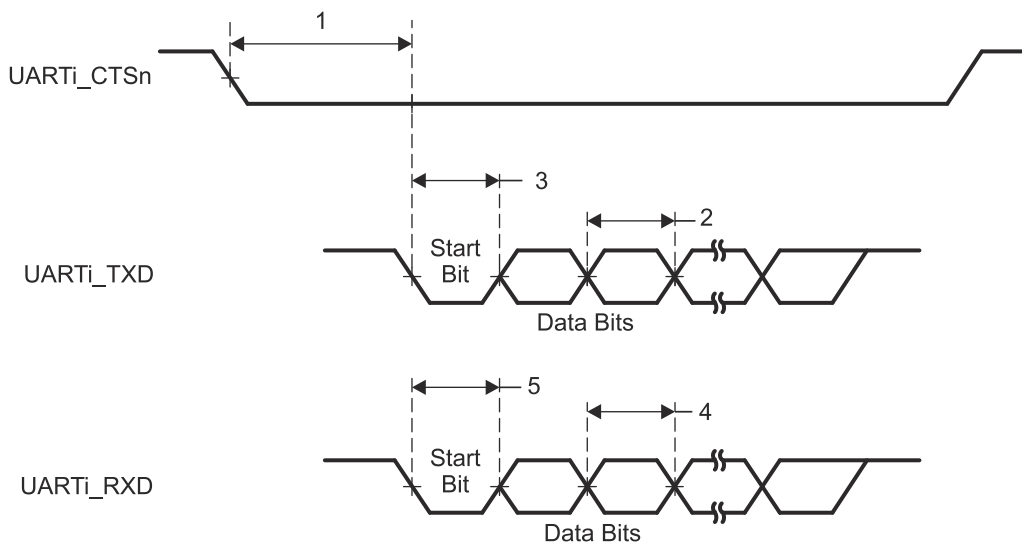 1
UARTi_CTSn
3
2
UARTi_TXD
Start
Bit
Data Bits
5
4
UARTi_RXD
Start
Bit
Data Bits